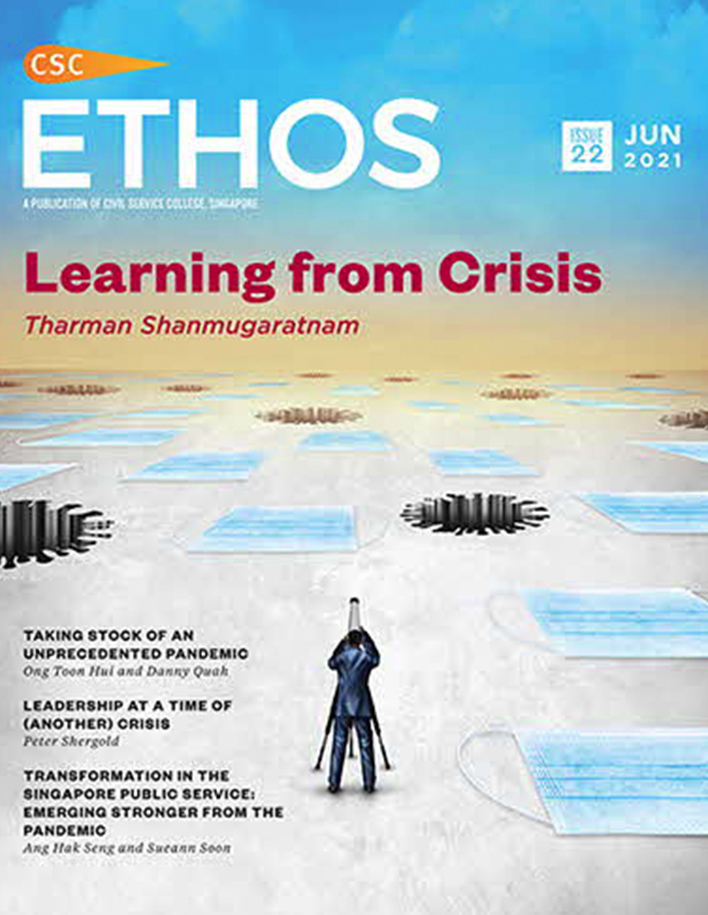 CSC
ETHOS
A PUBLICATION OF CIVIL SERVICE COLLEGE, SINGAPORE
ISSUE
22
JUN
2021
Learning from Crisis
Tharman Shanmugaratnam
TAKING STOCK OF AN
UNPRECEDENTED PANDEMIC
Ong Toon Hui and Danny Quah
LEADERSHIP AT A TIME OF
(ANOTHER) CRISIS
Peter Shergold
TRANSFORMATION IN THE
SINGAPORE PUBLIC SERVICE:
EMERGING STRONGER FROM THE
PANDEMIC
Ang Hak Seng and Sueann Soon